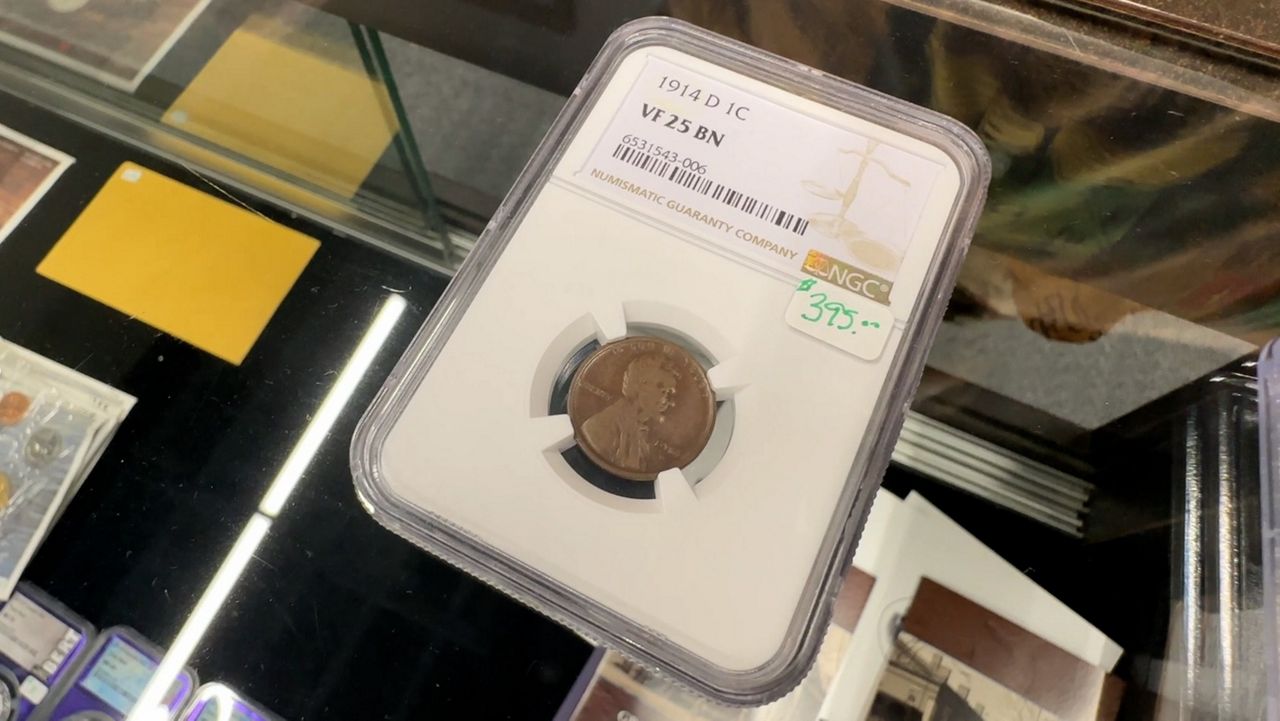 1914 D 1C
VF 25 BN
6531543-006
NUMISMATIC GUARANTY COMPANY
NGC®
$395.00